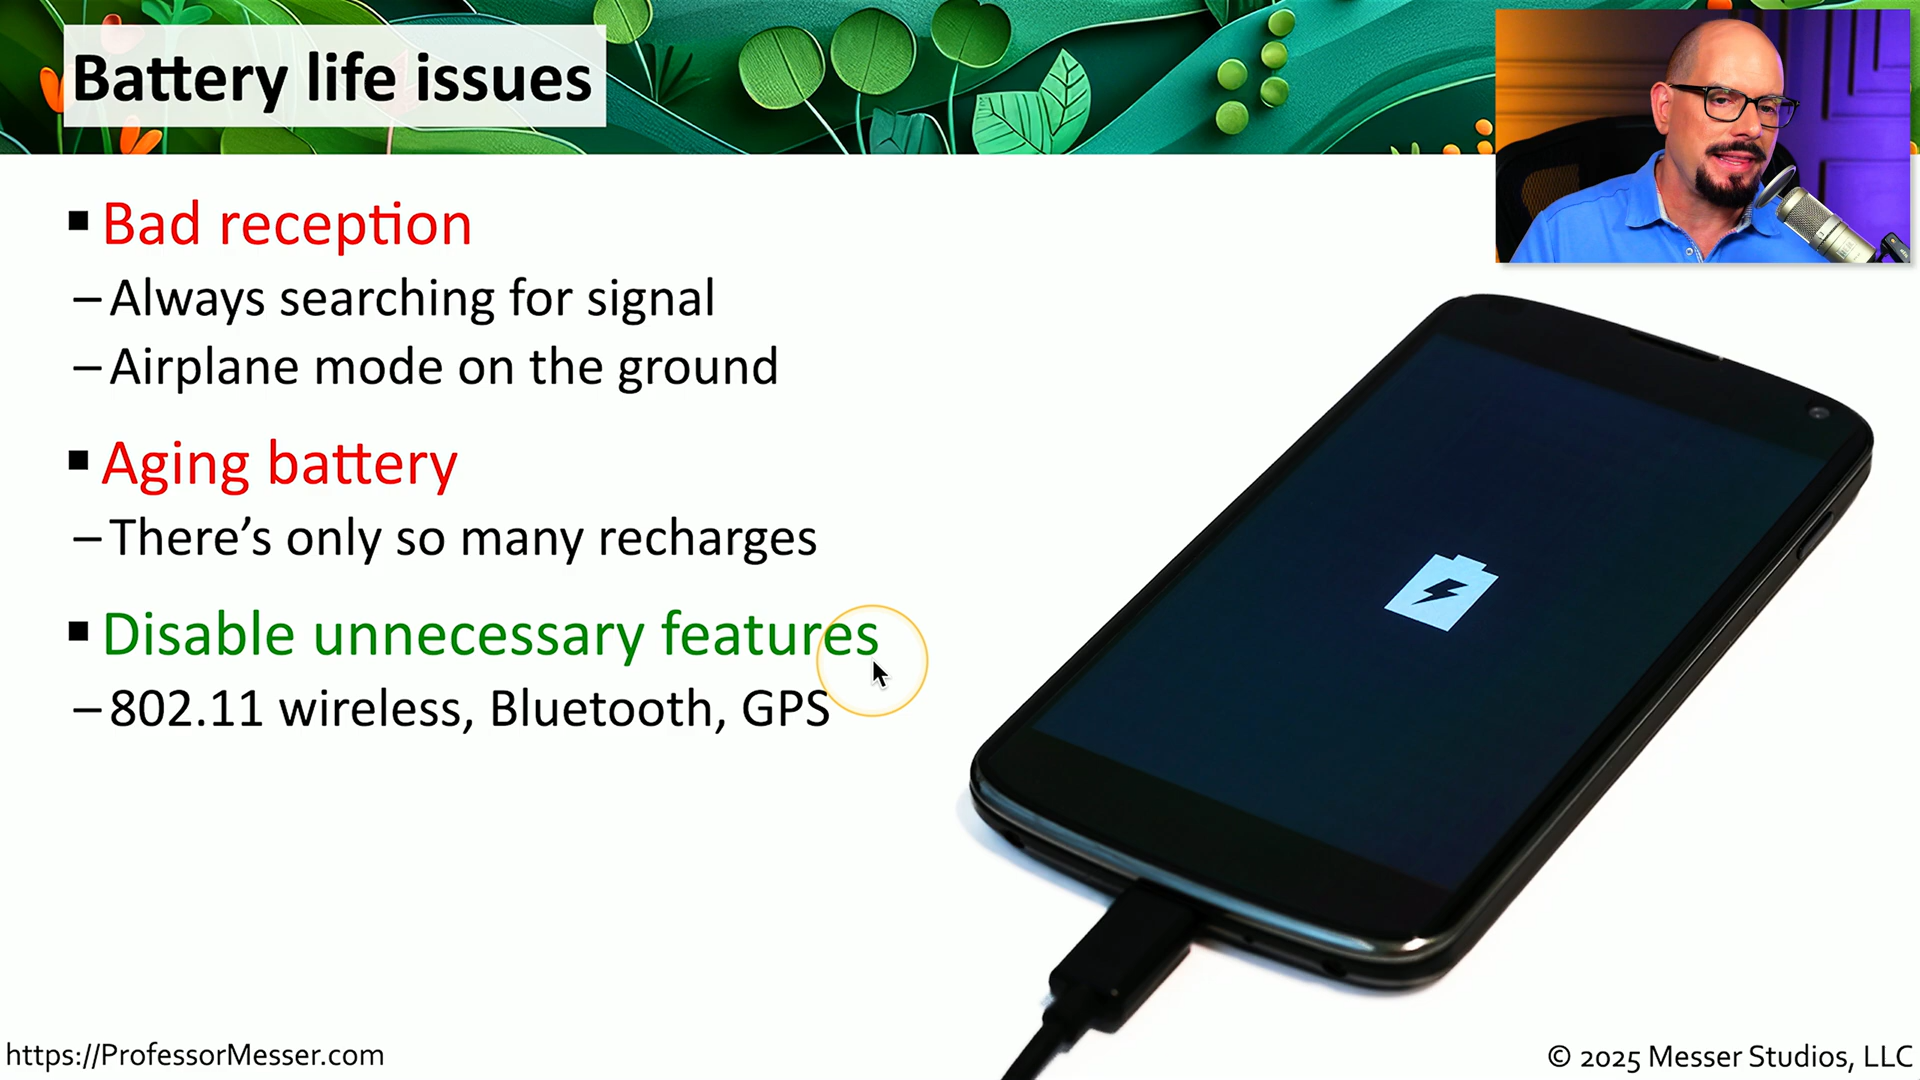 Battery life issues
▪ Bad reception
– Always searching for signal
– Airplane mode on the ground
▪ Aging battery
– There’s only so many recharges
▪ Disable unnecessary features
– 802.11 wireless, Bluetooth, GPS
https://ProfessorMesser.com
© 2025 Messer Studios, LLC